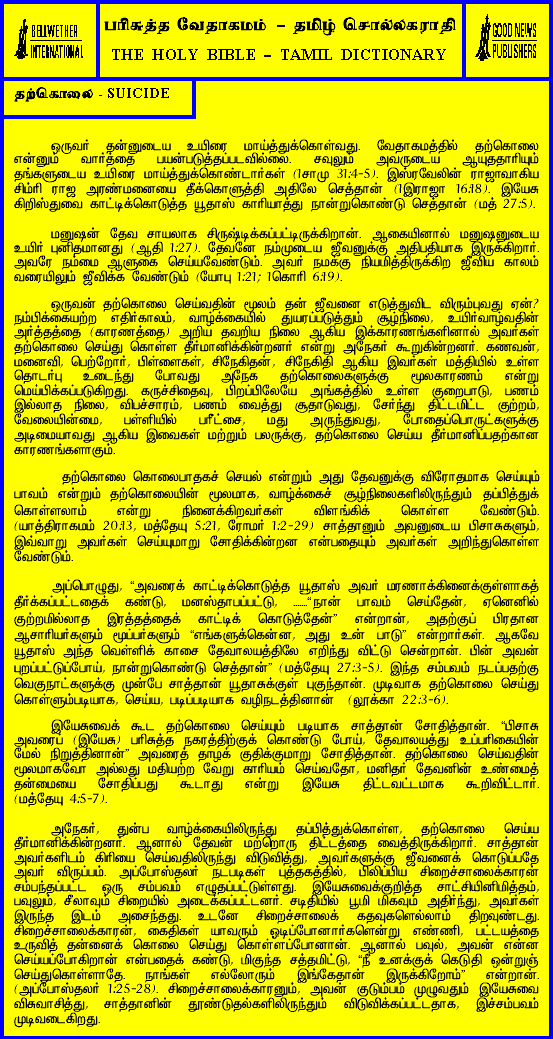 BELLWETHER
INTERNATIONAL
பரிசுத்த வேதாகமம் – தமிழ் சொல்லகராதி
THE HOLY BIBLE – TAMIL DICTIONARY
GOOD NEWS
PUBLISHERS
தற்கொலை - SUICIDE
ஒருவர் தன்னுடைய உயிரை மாய்த்துக்கொள்வது. வேதாகமத்தில் தற்கொலை
என்னும் வார்த்தை பயன்படுத்தப்படவில்லை. சவுலும் அவருடைய ஆயுததாரியும்
தங்களுடைய உயிரை மாய்த்துக்கொண்டார்கள் (1சாமு 31:4-5). இஸ்ரவேலின் ராஜாவாகிய
சிம்ரி ராஜ அரண்மனையை தீக்கொளுத்தி அதிலே செத்தான் (1இராஜா 16:18). இயேசு
கிறிஸ்துவை காட்டிக்கொடுத்த யூதாஸ் காரியாத்து நான்றுகொண்டு செத்தான் (மத் 27:5).
மனுஷன் தேவ சாயலாக சிருஷ்டிக்கப்பட்டிருக்கிறான். ஆகையினால் மனுஷனுடைய
உயிர் புனிதமானது (ஆதி 1:27). தேவனே நம்முடைய ஜீவனுக்கு அதிபதியாக இருக்கிறார்.
அவரே நம்மை ஆளுகை செய்யவேண்டும். அவர் நமக்கு நியமித்திருக்கிற ஜீவிய காலம்
வரையிலும் ஜீவிக்க வேண்டும் (யோபு 1:21; 1கொரி 6:19).
ஒருவன் தற்கொலை செய்வதின் மூலம் தன் ஜீவனை எடுத்துவிட விரும்புவது ஏன்?
நம்பிக்கையற்ற எதிர்காலம், வாழ்க்கையில் துயரப்படுத்தும் சூழ்நிலை, உயிர்வாழ்வதின்
அர்த்தத்தை (காரணத்தை) அறிய தவறிய நிலை ஆகிய இக்காரணங்களினால் அவர்கள்
தற்கொலை செய்து கொள்ள தீர்மானிக்கின்றனர் என்று அநேகர் கூறுகின்றனர். கணவன்,
மனைவி, பெற்றோர், பிள்ளைகள், சிநேகிதன், சிநேகிதி ஆகிய இவர்கள் மத்தியில் உள்ள
தொடர்பு உடைந்து போவது அநேக தற்கொலைகளுக்கு மூலகாரணம் என்று
மெய்பிக்கப்படுகிறது. கருச்சிதைவு, பிறப்பிலேயே அங்கத்தில் உள்ள குறைபாடு, பணம்
இல்லாத நிலை, விபச்சாரம், பணம் வைத்து சூதாடுவது, சேர்ந்து திட்டமிட்ட குற்றம்,
வேலையின்மை, பள்ளியில் பரீட்சை, மது அருந்துவது, போதைப்பொருட்களுக்கு
அடிமையாவது ஆகிய இவைகள் மற்றும் பலருக்கு, தற்கொலை செய்ய தீர்மானிப்பதற்கான
காரணங்களாகும்.
தற்கொலை கொலைபாதகச் செயல் என்றும் அது தேவனுக்கு விரோதமாக செய்யும்
பாவம் என்றும் தற்கொலையின் மூலமாக, வாழ்க்கைச் சூழ்நிலைகளிலிருந்தும் தப்பித்துக்
கொள்ளலாம் என்று நினைக்கிறவர்கள் விளங்கிக் கொள்ள வேண்டும்.
(யாத்திராகமம் 20:13, மத்தேயு 5:21, ரோமர் 1:2-29) சாத்தானும் அவனுடைய பிசாசுகளும்,
இவ்வாறு அவர்கள் செய்யுமாறு சோதிக்கின்றன என்பதையும் அவர்கள் அறிந்துகொள்ள
வேண்டும்.
அப்பொழுது, “அவரைக் காட்டிக்கொடுத்த யூதாஸ் அவர் மரணாக்கினைக்குள்ளாகத்
தீர்க்கப்பட்டதைக் கண்டு, மனஸ்தாபப்பட்டு, ......“நான் பாவம் செய்தேன், ஏனெனில்
குற்றமில்லாத இரத்தத்தைக் காட்டிக் கொடுத்தேன்” என்றான், அதற்குப் பிரதான
ஆசாரியர்களும் மூப்பர்களும் “எங்களுக்கென்ன, அது உன் பாடு” என்றார்கள். ஆகவே
யூதாஸ் அந்த வெள்ளிக் காசை தேவாலயத்திலே எறிந்து விட்டு சென்றான். பின் அவன்
புறப்பட்டுப்போய், நான்றுகொண்டு செத்தான்” (மத்தேயு 27:3-5). இந்த சம்பவம் நடப்பதற்கு
வெகுநாட்களுக்கு முன்பே சாத்தான் யூதாசுக்குள் புகுந்தான். முடிவாக தற்கொலை செய்து
கொள்ளும்படியாக, செய்ய, படிப்படியாக வழிநடத்தினான் (லூக்கா 22:3-6).
இயேசுவைக் கூட தற்கொலை செய்யும் படியாக சாத்தான் சோதித்தான். “பிசாசு
அவரைப் (இயேசு) பரிசுத்த நகரத்திற்குக் கொண்டு போய், தேவாலயத்து உப்பரிகையின்
மேல் நிறுத்தினான்” அவரைத் தாழக் குதிக்குமாறு சோதித்தான். தற்கொலை செய்வதின்
மூலமாகவோ அல்லது மதியற்ற வேறு காரியம் செய்வதோ, மனிதர் தேவனின் உண்மைத்
தன்மையை சோதிப்பது கூடாது என்று இயேசு திட்டவட்டமாக கூறிவிட்டார்.
(மத்தேயு 4:5-7).
அநேகர், துன்ப வாழ்க்கையிலிருந்து தப்பித்துக்கொள்ள, தற்கொலை செய்ய
தீர்மானிக்கின்றனர். ஆனால் தேவன் மற்றொரு திட்டத்தை வைத்திருக்கிறார். சாத்தான்
அவர்களிடம் கிரியை செய்வதிலிருந்து விடுவித்து, அவர்களுக்கு ஜீவனைக் கொடுப்பதே
அவர் விருப்பம். அப்போஸ்தலர் நடபடிகள் புத்தகத்தில், பிலிப்பிய சிறைச்சாலைக்காரன்
சம்பந்தப்பட்ட ஒரு சம்பவம் எழுதப்பட்டுள்ளது. இயேசுவைக்குறித்த சாட்சியினிமித்தம்,
பவுலும், சீலாவும் சிறையில் அடைக்கப்பட்டனர். சடிதியில் பூமி மிகவும் அதிர்ந்து, அவர்கள்
இருந்த இடம் அசைந்தது. உடனே சிறைச்சாலைக் கதவுகளெல்லாம் திறவுண்டது.
சிறைச்சாலைக்காரன், கைதிகள் யாவரும் ஓடிப்போனார்களென்று எண்ணி, பட்டயத்தை
உருவித் தன்னைக் கொலை செய்து கொள்ளப்போனான். ஆனால் பவுல், அவன் என்ன
செய்யப்போகிறான் என்பதைக் கண்டு, மிகுந்த சத்தமிட்டு, “நீ உனக்குக் கெடுதி ஒன்றுஞ்
செய்துகொள்ளாதே. நாங்கள் எல்லோரும் இங்கேதான் இருக்கிறோம்” என்றான்.
(அப்போஸ்தலர் 1:25-28). சிறைச்சாலைக்காரனும், அவன் குடும்பம் முழுவதும் இயேசுவை
விசுவாசித்து, சாத்தானின் தூண்டுதல்களிலிருந்தும் விடுவிக்கப்பட்டதாக, இச்சம்பவம்
முடிவடைகிறது.